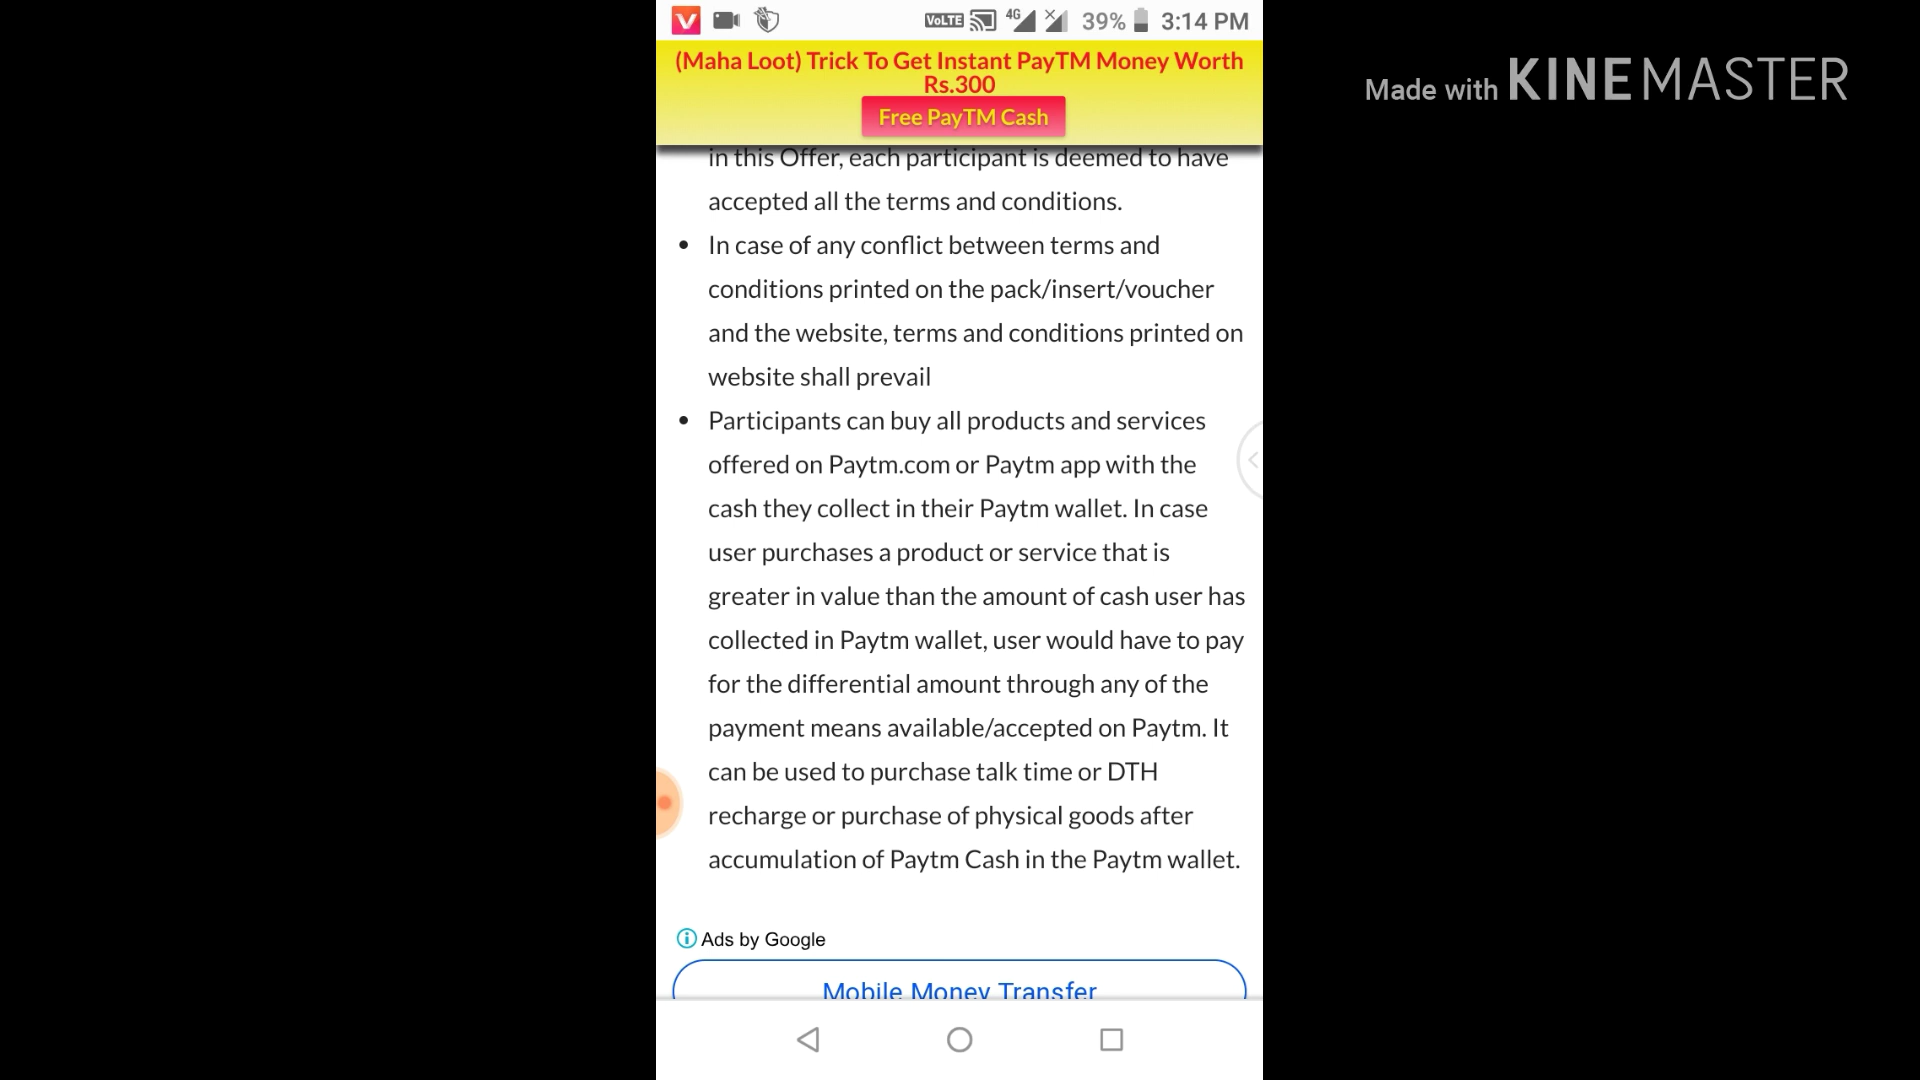 VoLTE 4G 39% 3:14 PM
(Maha Loot) Trick To Get Instant PayTM Money Worth
Rs.300
Free PayTM Cash
Made with KINEMASTER
in this Offer, each participant is deemed to have
accepted all the terms and conditions.
• In case of any conflict between terms and
conditions printed on the pack/insert/voucher
and the website, terms and conditions printed on
website shall prevail
• Participants can buy all products and services
offered on Paytm.com or Paytm app with the
cash they collect in their Paytm wallet. In case
user purchases a product or service that is
greater in value than the amount of cash user has
collected in Paytm wallet, user would have to pay
for the differential amount through any of the
payment means available/accepted on Paytm. It
can be used to purchase talk time or DTH
recharge or purchase of physical goods after
accumulation of Paytm Cash in the Paytm wallet.
Ads by Google
Mobile Money Transfer